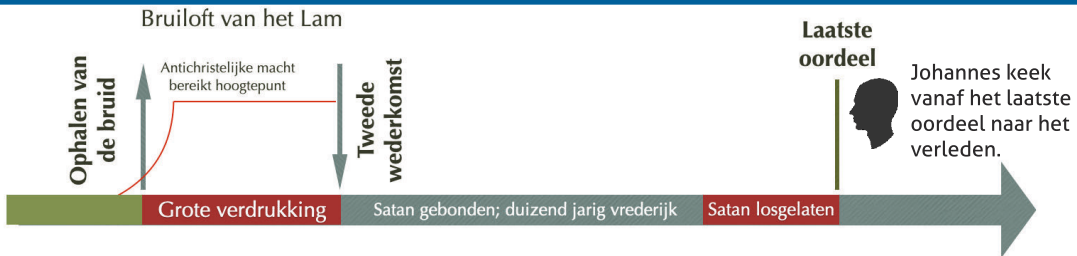 Bruiloft van het Lam
Ophalen van
de bruid
Antichristelijke macht
bereikt hoogtepunt
Tweede
wederkomst
Laatste
oordeel
Johannes keek
vanaf het laatste
oordeel naar het
verleden.
Grote verdrukking
Satan gebonden; duizend jarig vrederijk
Satan losgelaten